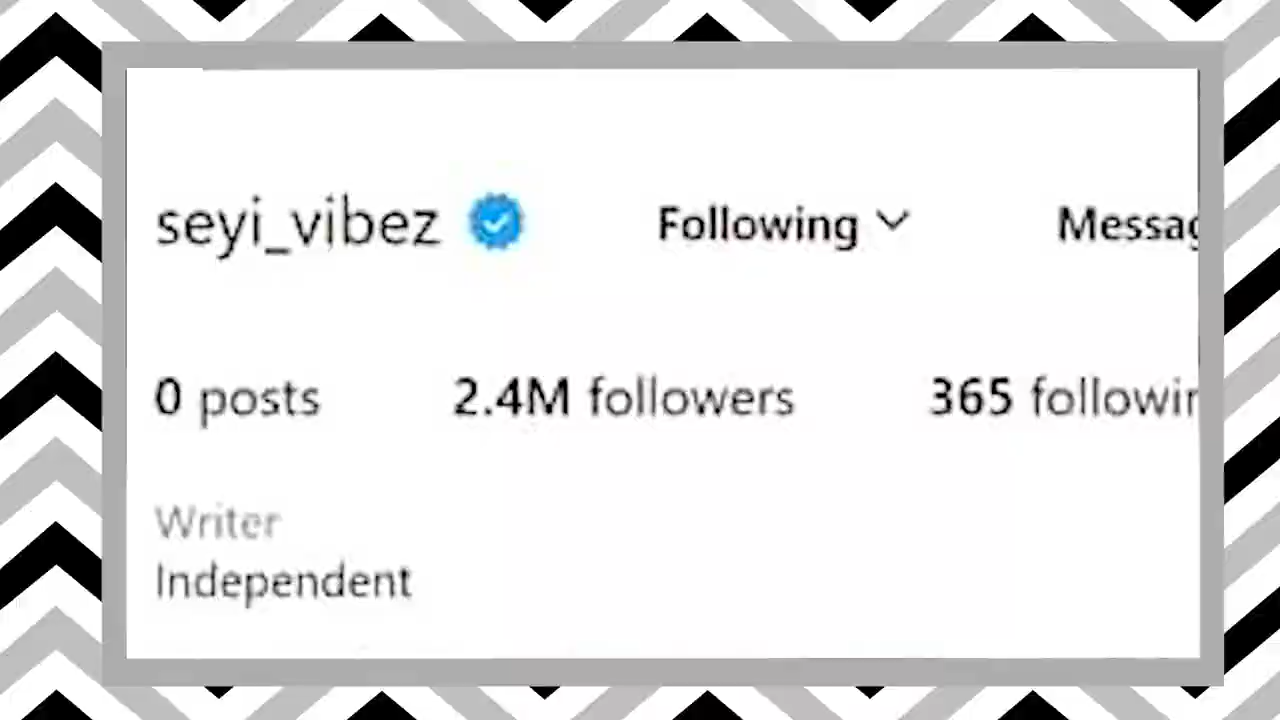 seyi_vibez Following Messag
0 posts 2.4M followers 365 followin
Writer
Independent